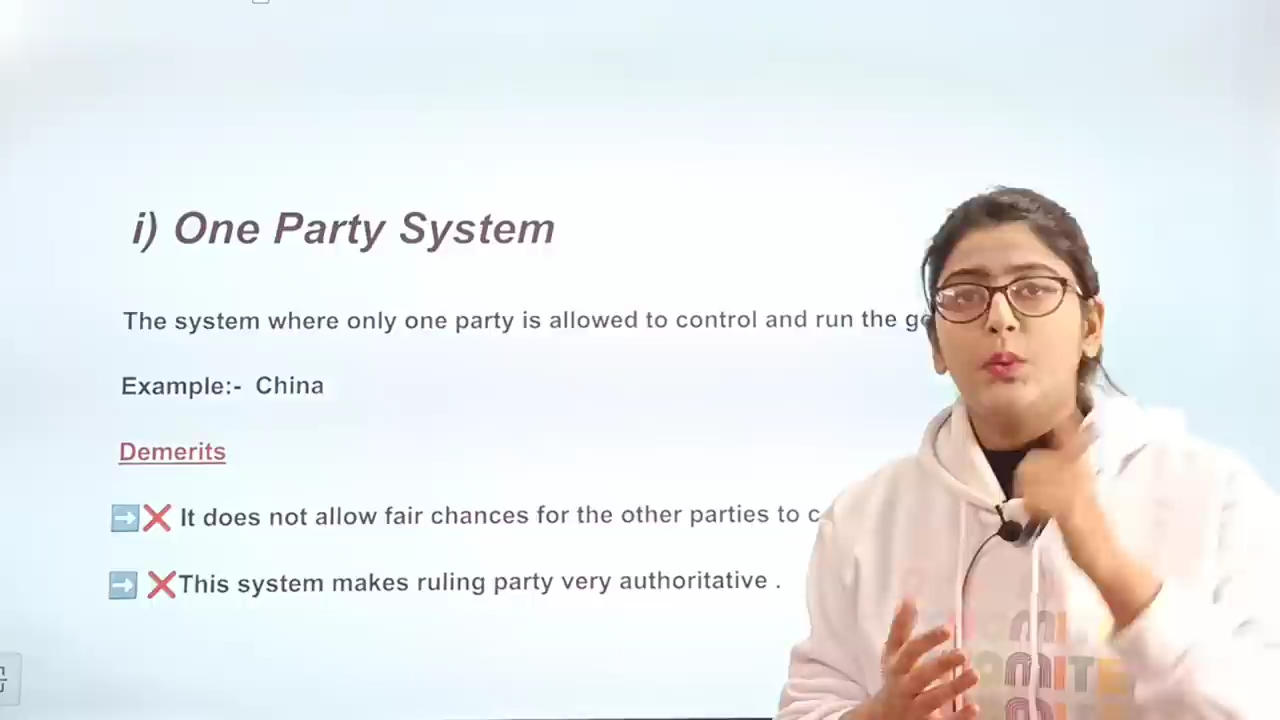 i) One Party System
The system where only one party is allowed to control and run the
Example:- China
Demerits
➡️❌ It does not allow fair chances for the other parties to
➡️ ❌This system makes ruling party very authoritative .